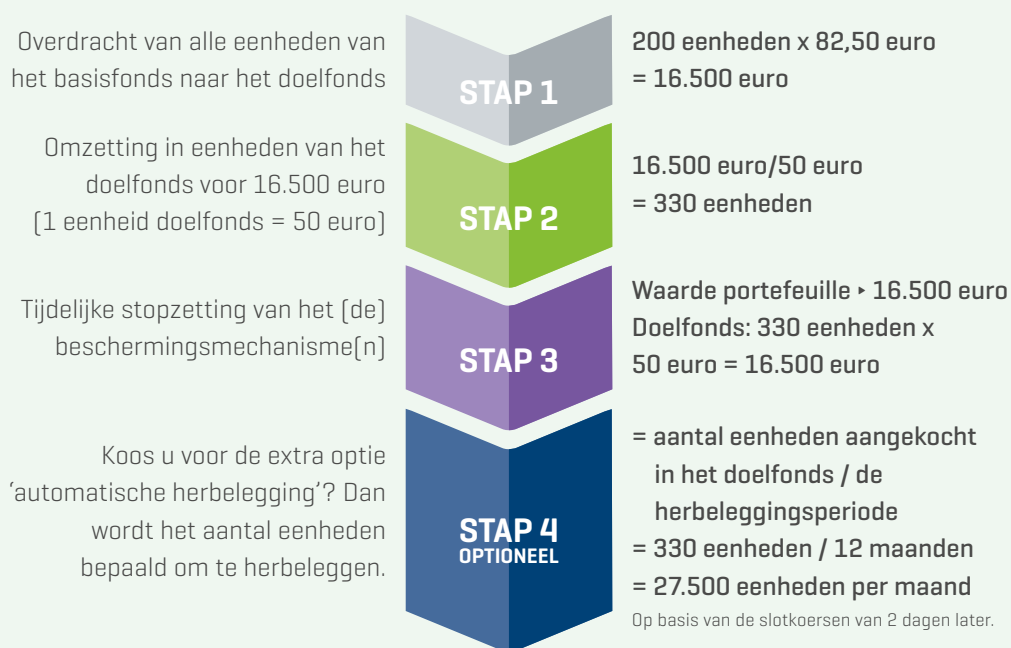 Overdracht van alle eenheden van
het basisfonds naar het doelfonds
STAP 1
200 eenheden x 82,50 euro
= 16.500 euro
Omzetting in eenheden van het
doelfonds voor 16.500 euro
(1 eenheid doelfonds = 50 euro)
STAP 2
16.500 euro/50 euro
= 330 eenheden
Tijdelijke stopzetting van het (de)
beschermingsmechanisme(n)
STAP 3
Waarde portefeuille ‣ 16.500 euro
Doelfonds: 330 eenheden x
50 euro = 16.500 euro
Koos u voor de extra optie
‘automatische herbelegging’? Dan
wordt het aantal eenheden
bepaald om te herbeleggen.
STAP 4
OPTIONEEL
= aantal eenheden aangekocht
in het doelfonds / de
herbeleggingsperiode
= 330 eenheden / 12 maanden
= 27.500 eenheden per maand
Op basis van de slotkoersen van 2 dagen later.